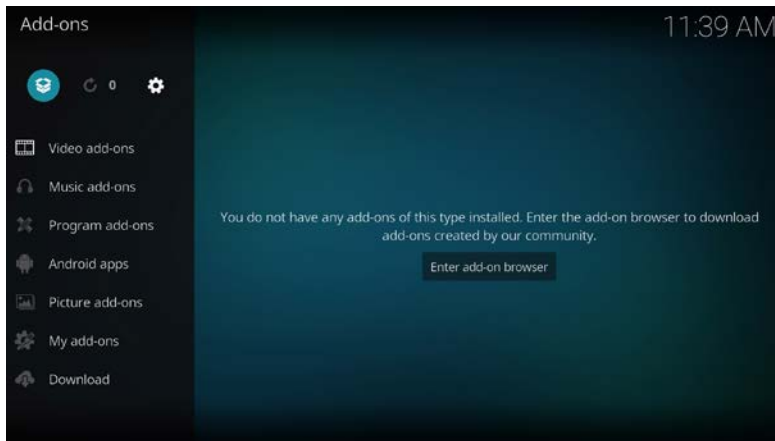 Add-ons
11:39 AM
0
Video add-ons
Music add-ons
Program add-ons
Android apps
Picture add-ons
My add-ons
Download
You do not have any add-ons of this type installed. Enter the add-on browser to download
add-ons created by our community.
Enter add-on browser